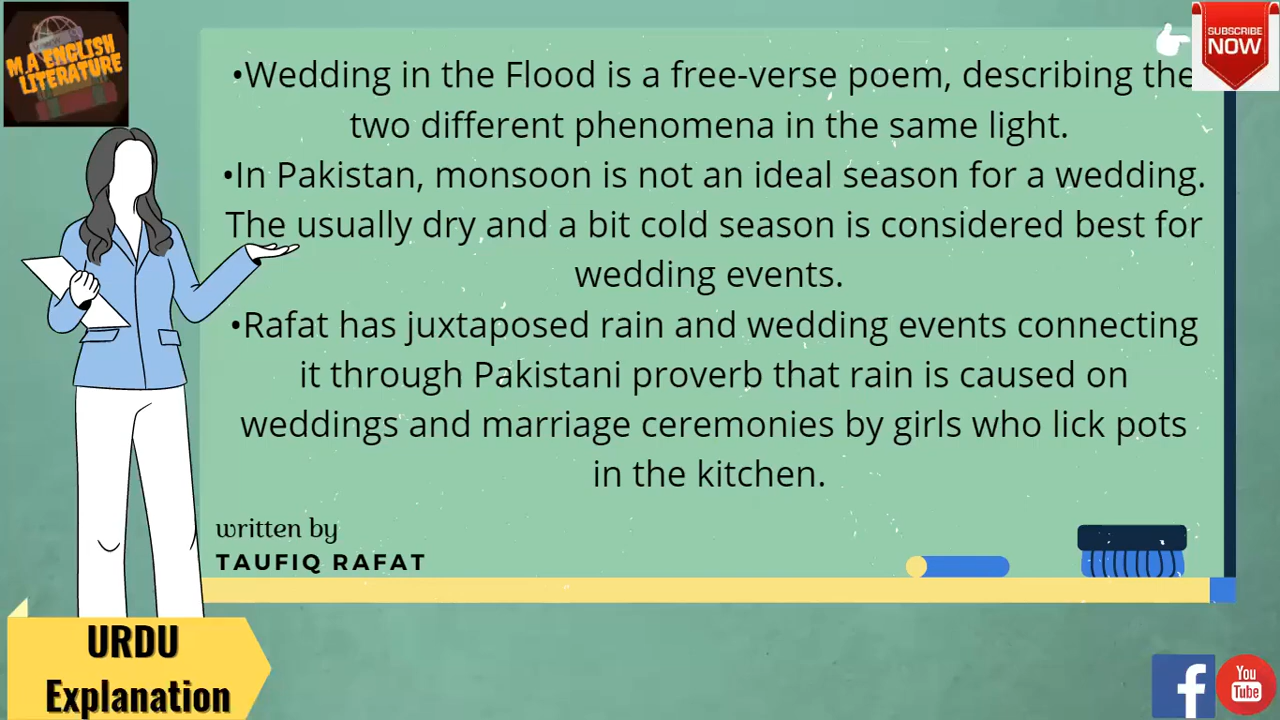 M A ENGLISH
LITERATURE
SUBSCRIBE
NOW
•Wedding in the Flood is a free-verse poem, describing the
two different phenomena in the same light.
•In Pakistan, monsoon is not an ideal season for a wedding.
The usually dry and a bit cold season is considered best for
wedding events.
•Rafat has juxtaposed rain and wedding events connecting
it through Pakistani proverb that rain is caused on
weddings and marriage ceremonies by girls who lick pots
in the kitchen.
written by
TAUFIQ RAFAT
URDU
Explanation
f
You
Tube